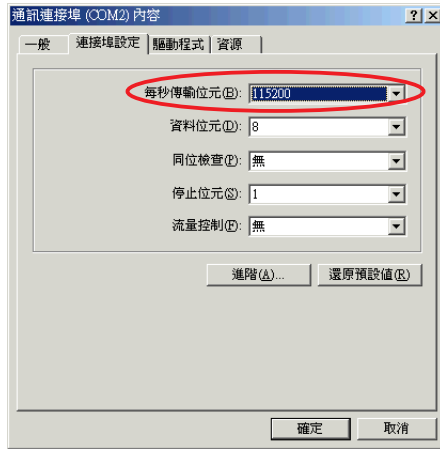 通訊連接埠 (COM2) 內容
一般 連接埠設定 驅動程式 資源
每秒傳輸位元(B): 115200
資料位元(D): 8
同位檢查(P): 無
停止位元(S): 1
流量控制(F): 無
進階(A)... 還原預設值(R)
確定 取消